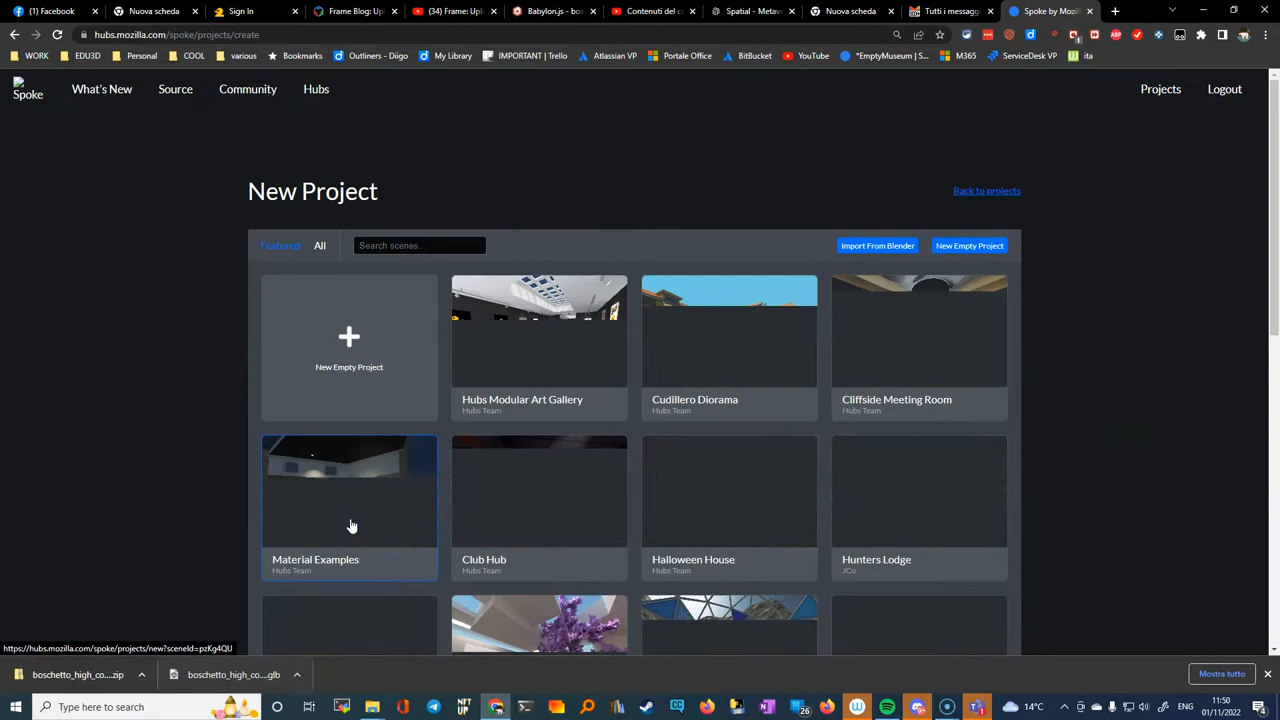 Facebook
Nuova scheda
Sign In
Frame Blog: Up
(34) Frame: Upl
Babylon.js - bos
Contenuti del ca
Spatial - Metave
Nuova scheda
Tutti i messagg
Spoke by Mozill
hubs.mozilla.com/spoke/projects/create
WORK
EDU3D
Personal
COOL
various
Bookmarks
Outliners - Diigo
My Library
IMPORTANT | Trello
Atlassian VP
Portale Office
BitBucket
YouTube
*EmptyMuseum | S...
M365
ServiceDesk VP
ita
Spoke
What's New
Source
Community
Hubs
Projects
Logout
New Project
Back to projects
Featured
All
Search scenes...
Import From Blender
New Empty Project
New Empty Project
Hubs Modular Art Gallery
Hubs Team
Cudillero Diorama
Hubs Team
Cliffside Meeting Room
Hubs Team
Material Examples
Hubs Team
Club Hub
Hubs Team
Halloween House
Hubs Team
Hunters Lodge
JCo
https://hubs.mozilla.com/spoke/projects/new?sceneId=pzKg4QU
boschetto_high_co....zip
boschetto_high_co....glb
Mostra tutto
Type here to search
14°C
11:50
01/11/2022